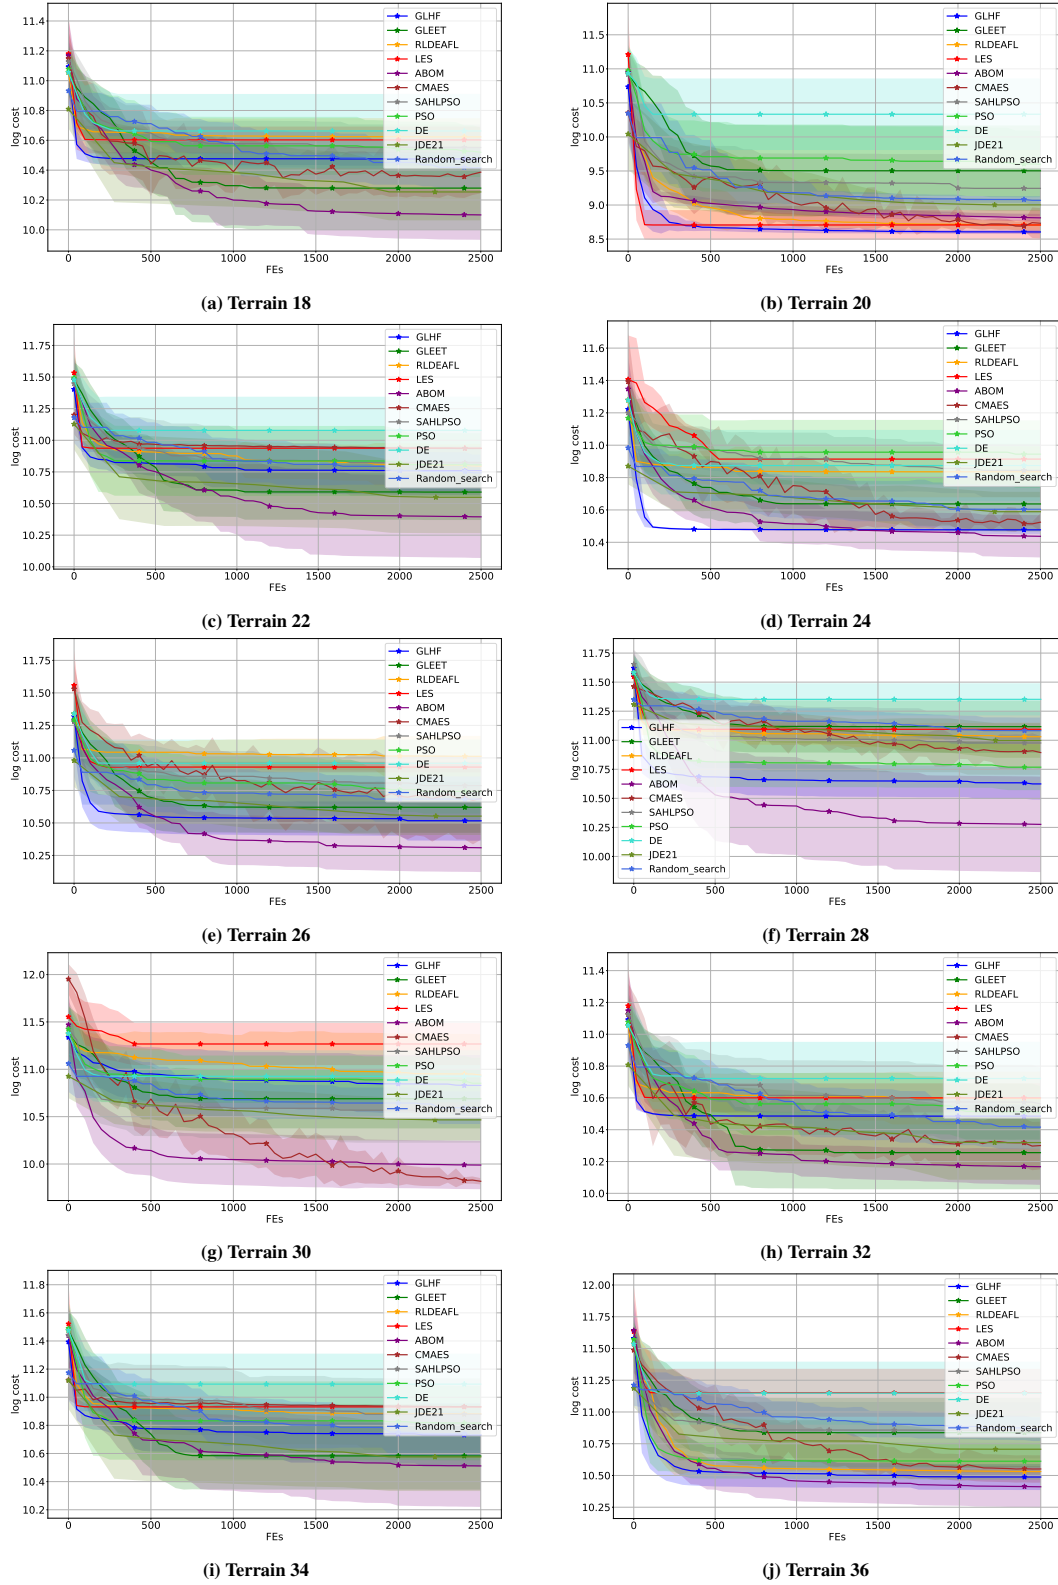 11.4
11.2
11.0
10.8
10.6
10.4
10.2
10.0
log cost
0 500 1000 1500 2000 2500
FEs
GLHF
GLEET
RLDEAFL
LES
ABOM
CMAES
SAHLPSO
PSO
DE
JDE21
Random_search
(a) Terrain 18
11.5
11.0
10.5
10.0
9.5
9.0
8.5
log cost
0 500 1000 1500 2000 2500
FEs
GLHF
GLEET
RLDEAFL
LES
ABOM
CMAES
SAHLPSO
PSO
DE
JDE21
Random_search
(b) Terrain 20
11.75
11.50
11.25
11.00
10.75
10.50
10.25
10.00
log cost
0 500 1000 1500 2000 2500
FEs
GLHF
GLEET
RLDEAFL
LES
ABOM
CMAES
SAHLPSO
PSO
DE
JDE21
Random_search
(c) Terrain 22
11.6
11.4
11.2
11.0
10.8
10.6
10.4
log cost
0 500 1000 1500 2000 2500
FEs
GLHF
GLEET
RLDEAFL
LES
ABOM
CMAES
SAHLPSO
PSO
DE
JDE21
Random_search
(d) Terrain 24
11.75
11.50
11.25
11.00
10.75
10.50
10.25
log cost
0 500 1000 1500 2000 2500
FEs
GLHF
GLEET
RLDEAFL
LES
ABOM
CMAES
SAHLPSO
PSO
DE
JDE21
Random_search
(e) Terrain 26
11.75
11.50
11.25
11.00
10.75
10.50
10.25
10.00
log cost
0 500 1000 1500 2000 2500
FEs
GLHF
GLEET
RLDEAFL
LES
ABOM
CMAES
SAHLPSO
PSO
DE
JDE21
Random_search
(f) Terrain 28
12.0
11.5
11.0
10.5
10.0
log cost
0 500 1000 1500 2000 2500
FEs
GLHF
GLEET
RLDEAFL
LES
ABOM
CMAES
SAHLPSO
PSO
DE
JDE21
Random_search
(g) Terrain 30
11.4
11.2
11.0
10.8
10.6
10.4
10.2
10.0
log cost
0 500 1000 1500 2000 2500
FEs
GLHF
GLEET
RLDEAFL
LES
ABOM
CMAES
SAHLPSO
PSO
DE
JDE21
Random_search
(h) Terrain 32
11.8
11.6
11.4
11.2
11.0
10.8
10.6
10.4
10.2
log cost
0 500 1000 1500 2000 2500
FEs
GLHF
GLEET
RLDEAFL
LES
ABOM
CMAES
SAHLPSO
PSO
DE
JDE21
Random_search
(i) Terrain 34
12.00
11.75
11.50
11.25
11.00
10.75
10.50
10.25
log cost
0 500 1000 1500 2000 2500
FEs
GLHF
GLEET
RLDEAFL
LES
ABOM
CMAES
SAHLPSO
PSO
DE
JDE21
Random_search
(j) Terrain 36